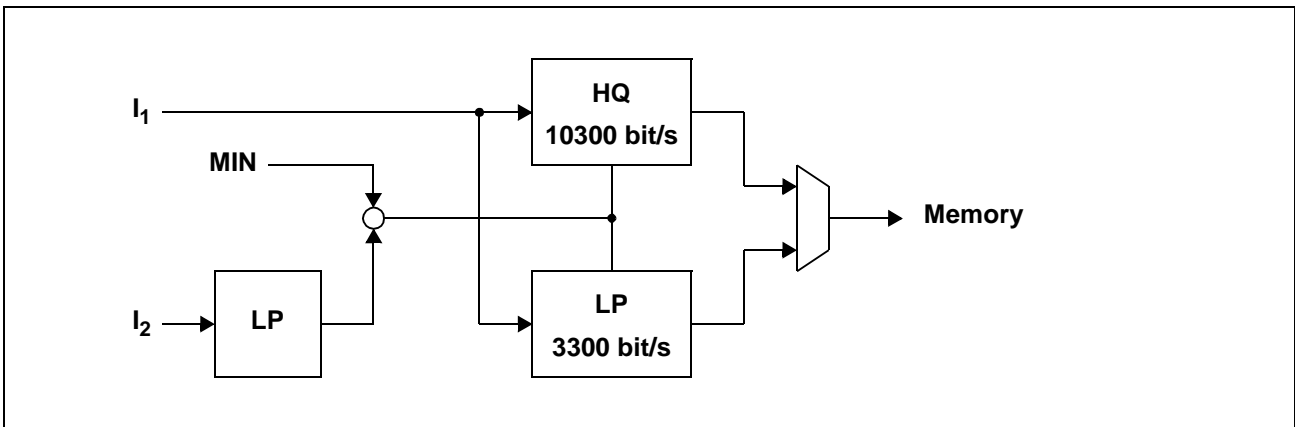 HQ
10300 bit/s
I₁
MIN
Memory
I₂
LP
LP
3300 bit/s